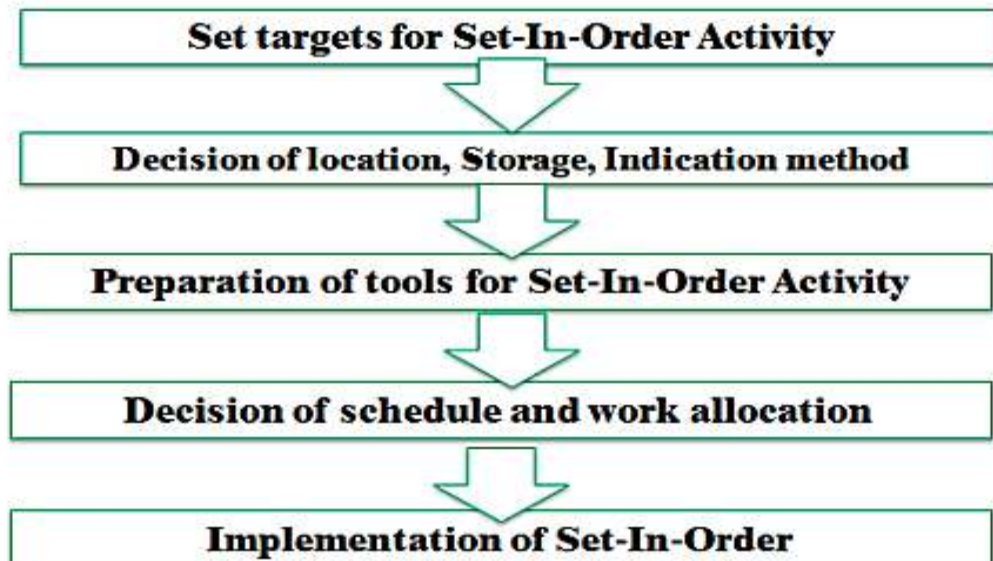 Set targets for Set-In-Order Activity
Decision of location, Storage, Indication method
Preparation of tools for Set-In-Order Activity
Decision of schedule and work allocation
Implementation of Set-In-Order